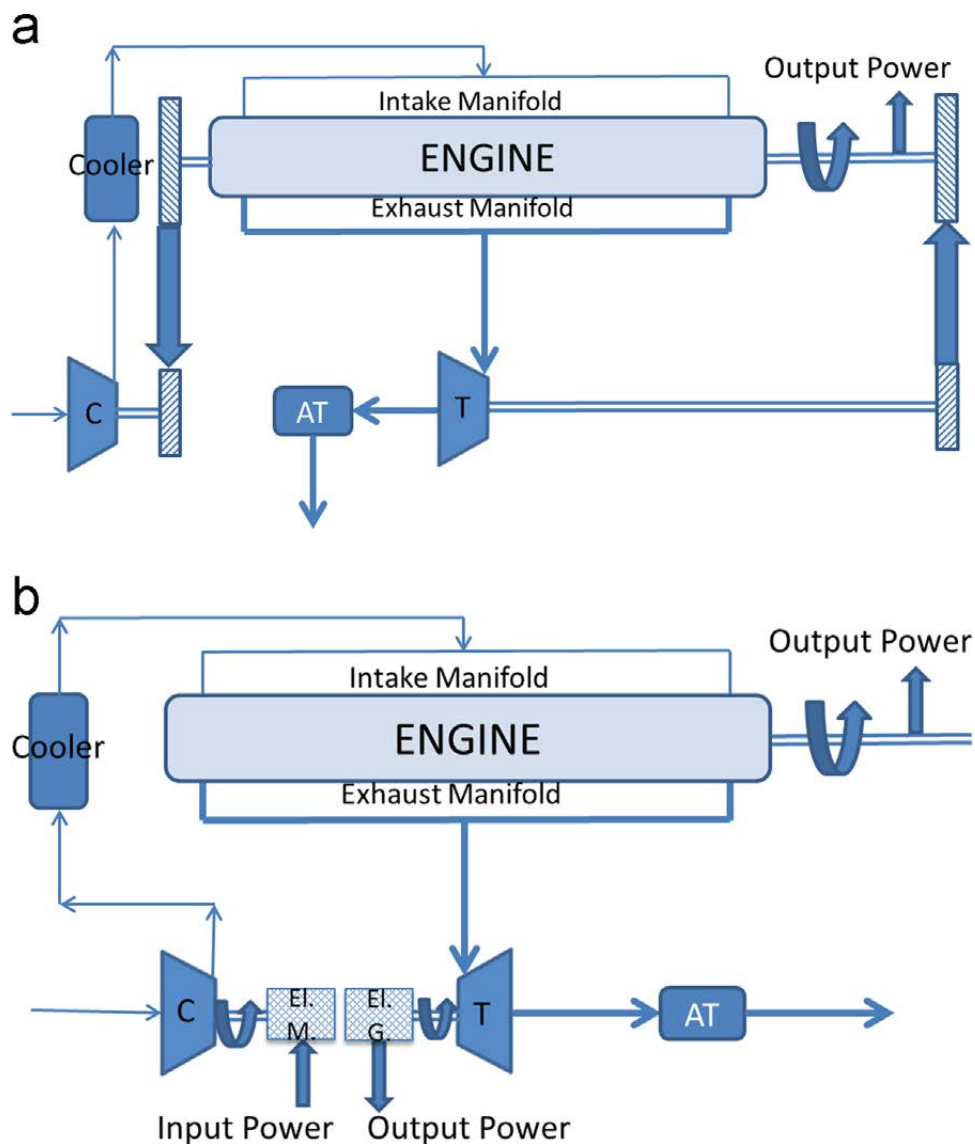 a
Output Power
Intake Manifold
Cooler
ENGINE
Exhaust Manifold
C
AT
T
b
Output Power
Intake Manifold
Cooler
ENGINE
Exhaust Manifold
C
El.
M.
El.
G.
T
AT
Input Power
Output Power